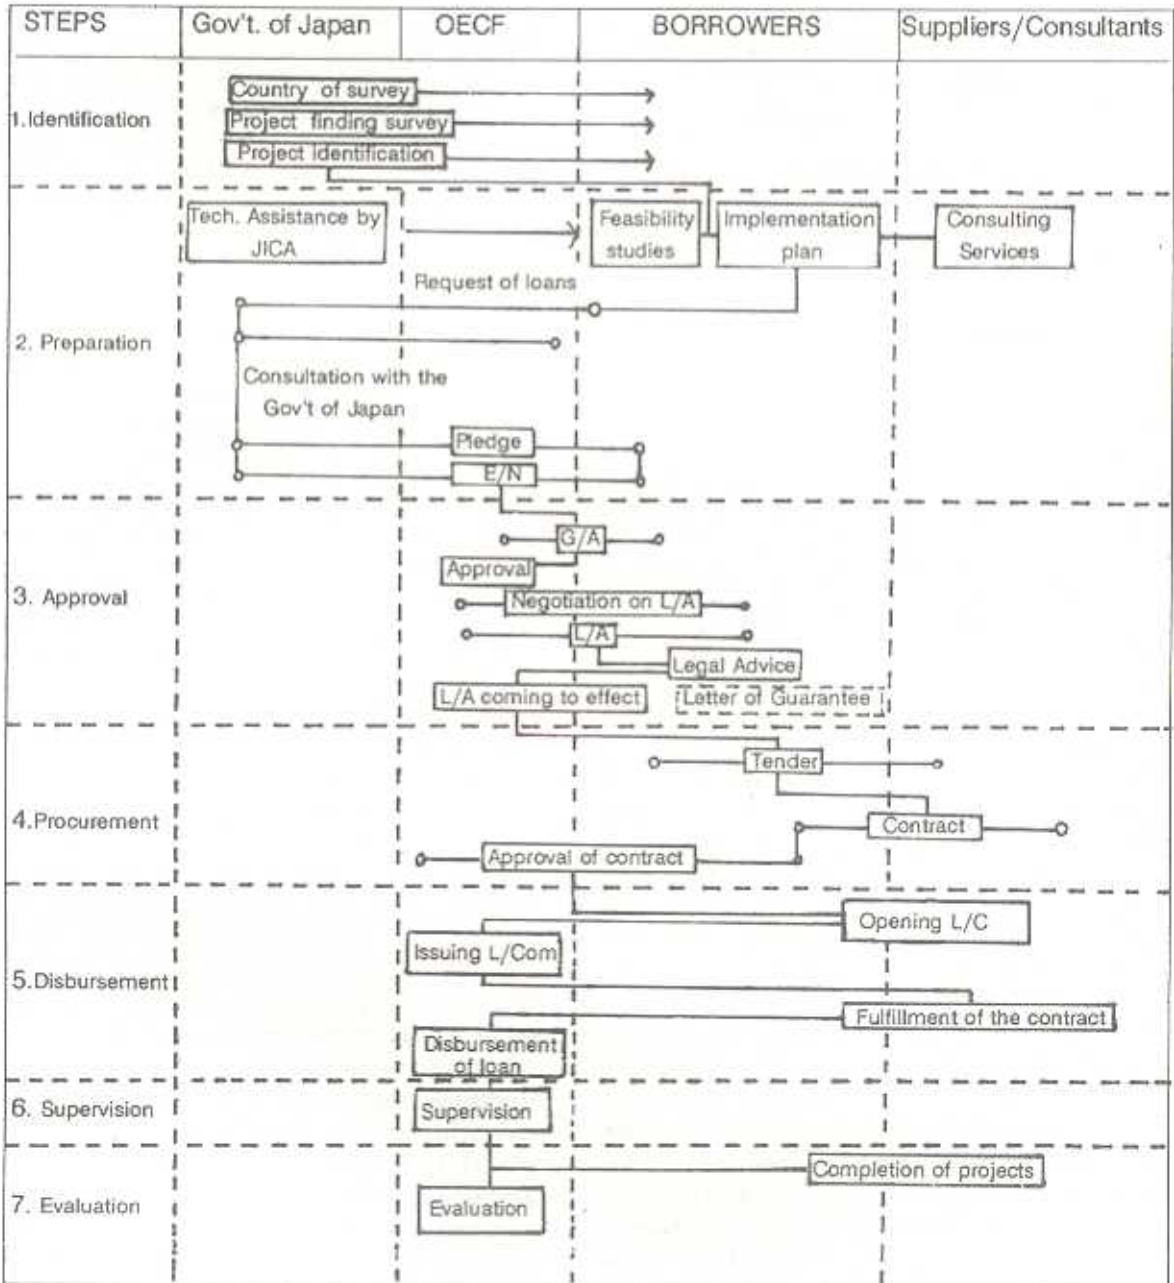 STEPS
Gov't. of Japan
OECF
BORROWERS
Suppliers/Consultants
1.Identification
Country of survey
Project finding survey
Project identification
Tech. Assistance by
JICA
Feasibility
studies
Implementation
plan
Consulting
Services
Request of loans
2. Preparation
Consultation with the
Gov't of Japan
Pledge
E/N
3. Approval
G/A
Approval
Negotiation on L/A
L/A
Legal Advice
L/A coming to effect
Letter of Guarantee
4.Procurement
Tender
Contract
Approval of contract
5.Disbursement
Opening L/C
Issuing L/Com
Fulfillment of the contract
Disbursement
of loan
6. Supervision
Supervision
7. Evaluation
Completion of projects
Evaluation